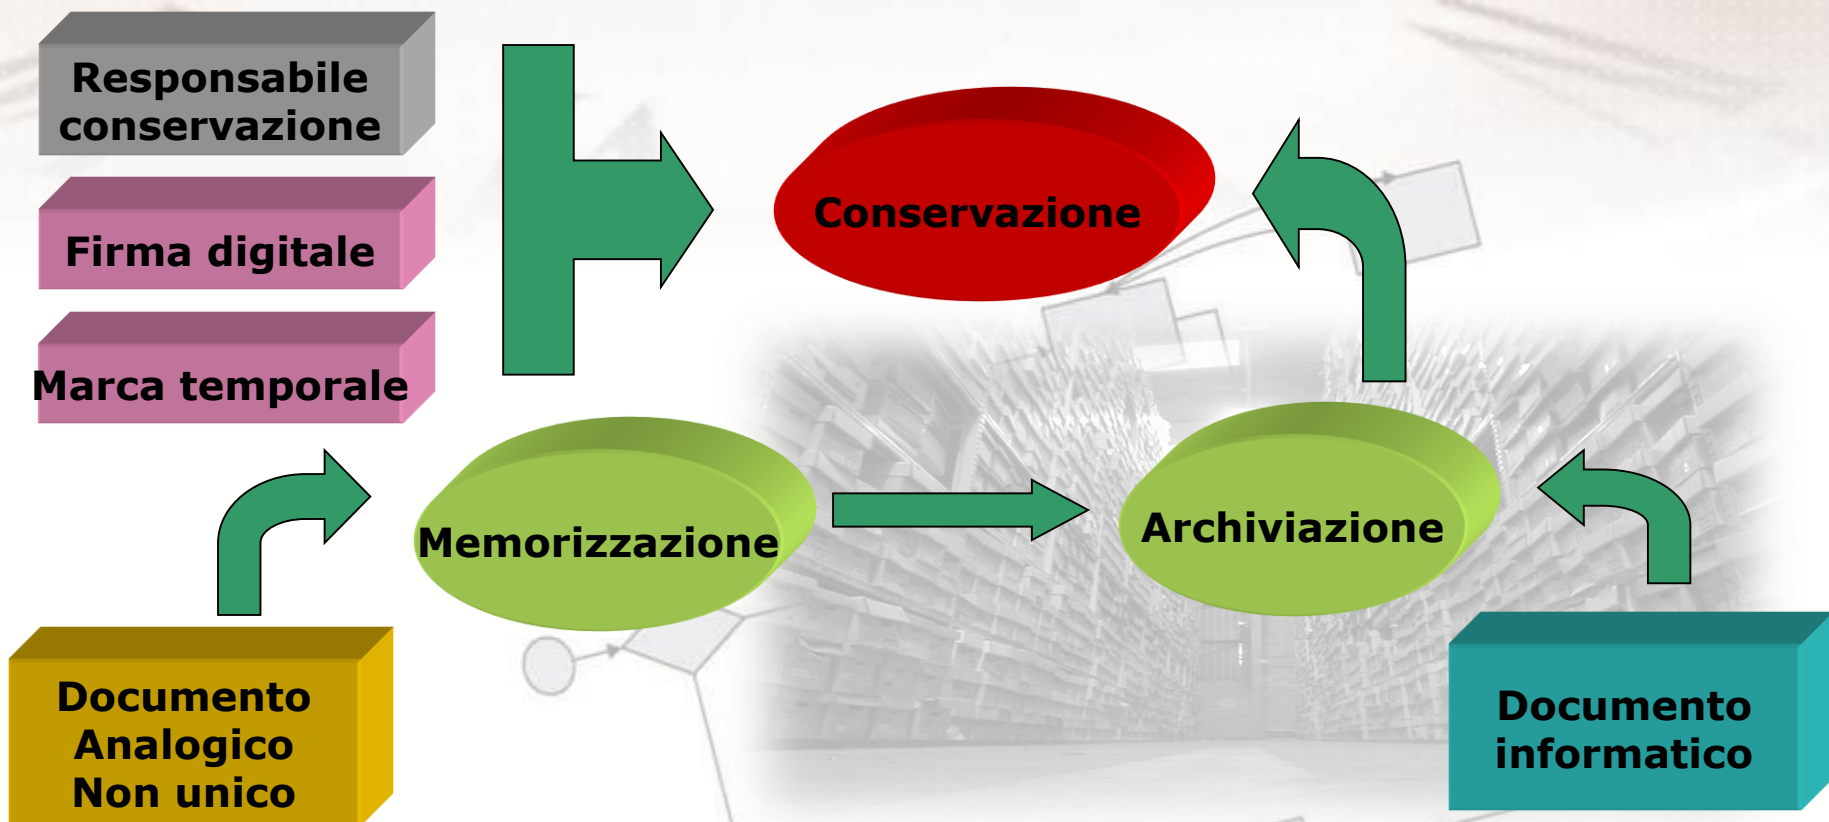 Responsabile
conservazione
Firma digitale
Marca temporale
Conservazione
Memorizzazione
Archiviazione
Documento
Analogico
Non unico
Documento
informatico